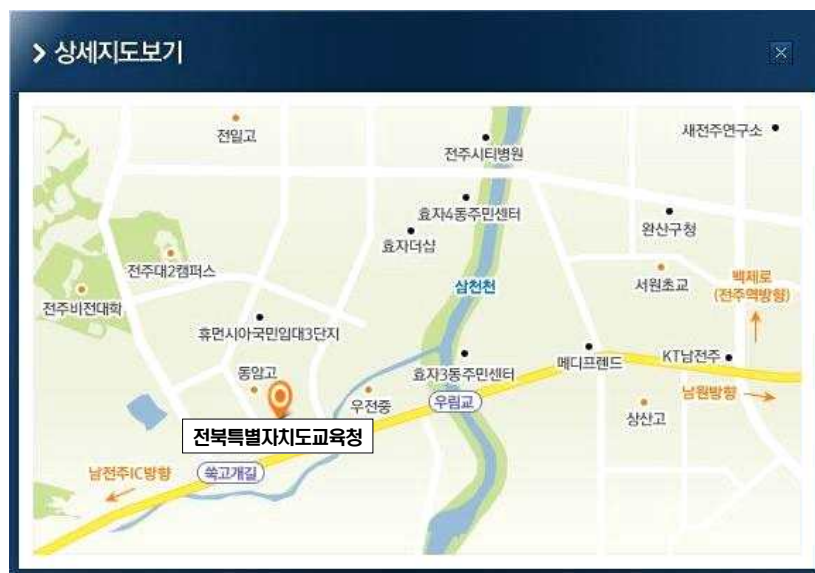 상세지도보기
전일고
전주시티병원
새전주연구소
효자4동주민센터
완산구청
효자더샵
전주대2캠퍼스
서원초교
백제로
(전주역방향)
삼천천
전주비전대학
휴먼시아국민임대3단지
메디프렌드
KT남전주
동암고
효자3동주민센터
남원방향
우전중
우림교
상산고
전북특별자치도교육청
남전주IC방향
쑥고개길